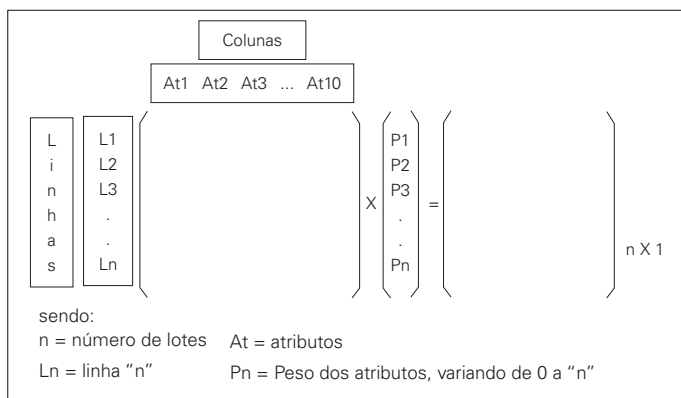 Colunas
At1 At2 At3 ... At10
L L1 P1
i L2 P2
n L3 P3
h . X . =
a . . n X 1
s Ln Pn
sendo:
n = número de lotes At = atributos
Ln = linha “n” Pn = Peso dos atributos, variando de 0 a “n”